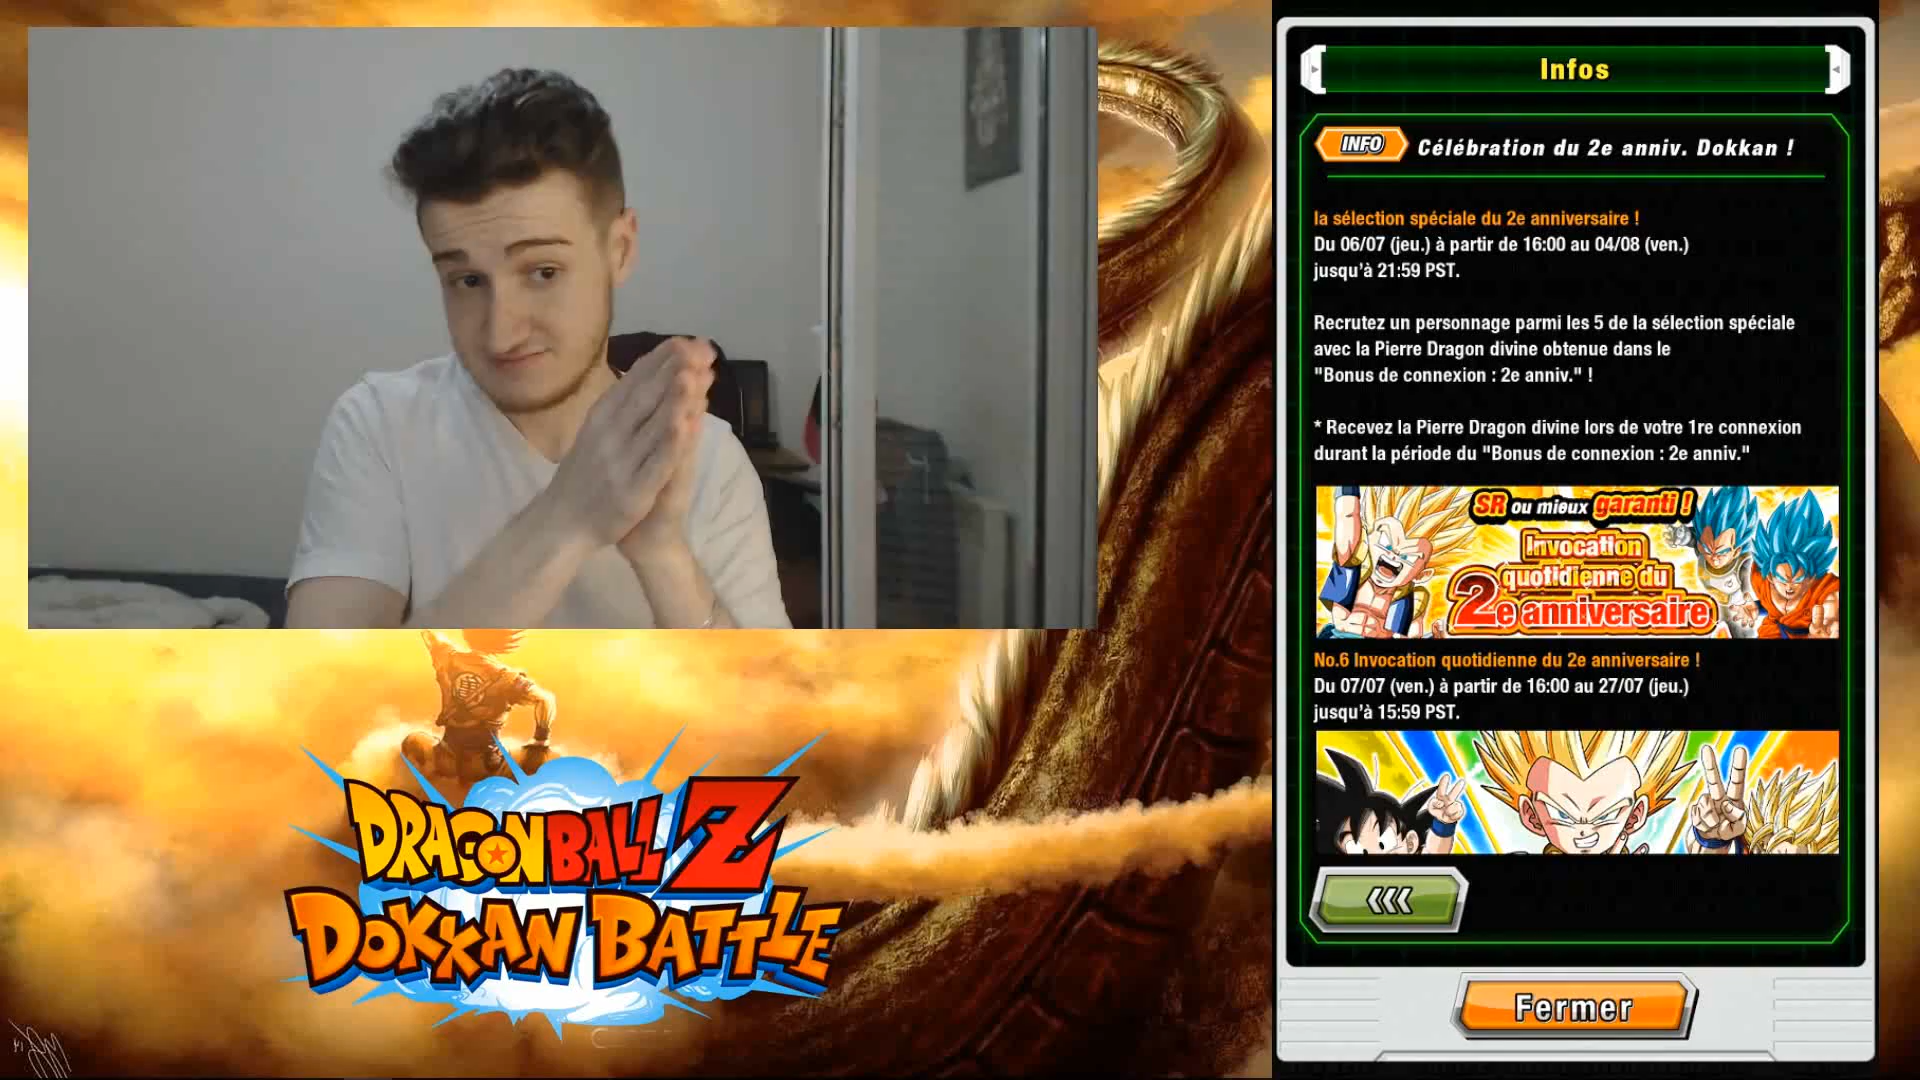 Infos
INFO Célébration du 2e anniv. Dokkan !
la sélection spéciale du 2e anniversaire !
Du 06/07 (jeu.) à partir de 16:00 au 04/08 (ven.)
jusqu'à 21:59 PST.
Recrutez un personnage parmi les 5 de la sélection spéciale
avec la Pierre Dragon divine obtenue dans le
"Bonus de connexion : 2e anniv." !
* Recevez la Pierre Dragon divine lors de votre 1re connexion
durant la période du "Bonus de connexion : 2e anniv."
SR ou mieux garanti !
Invocation
quotidienne du
2e anniversaire
No.6 Invocation quotidienne du 2e anniversaire !
Du 07/07 (ven.) à partir de 16:00 au 27/07 (jeu.)
jusqu'à 15:59 PST.
Fermer
DRAGON BALL Z
DOKKAN BATTLE